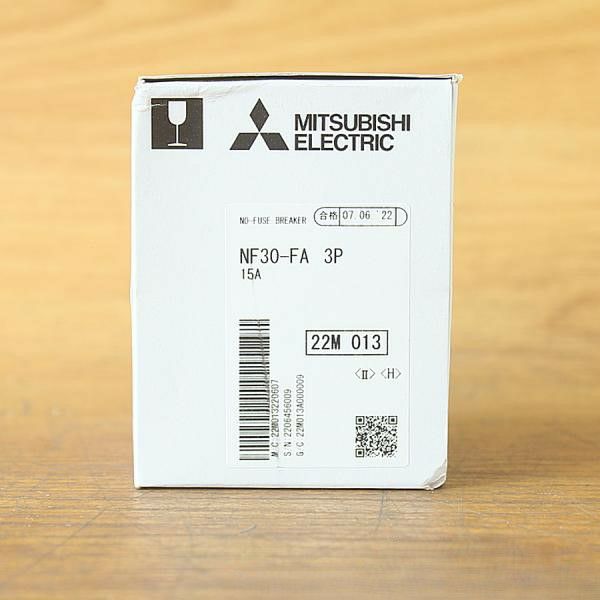 MITSUBISHI
ELECTRIC
NO-FUSE BREAKER 合格 07.06 '22
NF30-FA 3P
15A
22M 013
〈Ⅱ〉 〈H〉
M C 22M013220607
S/N 2206456009
G C 22M013A000009